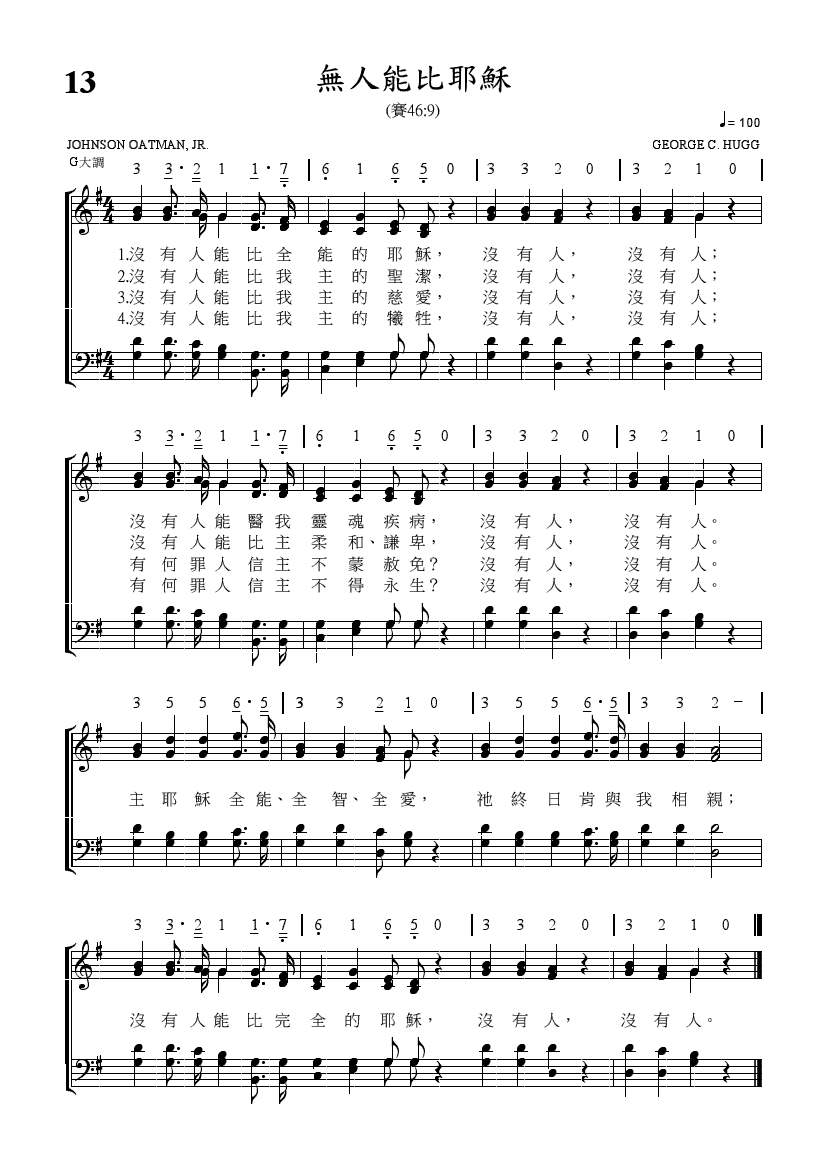 13
無人能比耶穌
(賽46:9)
♩= 100
JOHNSON OATMAN, JR.
GEORGE C. HUGG
G大調
3 3· 2 1 1· 7 | 6 1 6 5 0 | 3 3 2 0 | 3 2 1 0 |
1.沒有人能比全能的耶穌，沒有人，沒有人；
2.沒有人能比我主的聖潔，沒有人，沒有人；
3.沒有人能比我主的慈愛，沒有人，沒有人；
4.沒有人能比我主的犧牲，沒有人，沒有人；
3 3· 2 1 1· 7 | 6 1 6 5 0 | 3 3 2 0 | 3 2 1 0 |
沒有人能醫我靈魂疾病，沒有人，沒有人。
沒有人能比主柔和、謙卑，沒有人，沒有人。
有何罪人信主不蒙赦免？沒有人，沒有人。
有何罪人信主不得永生？沒有人，沒有人。
3 5 5 6· 5 | 3 3 2 1 0 | 3 5 5 6· 5 | 3 3 2 – |
主耶穌全能、全智、全愛，祂終日肯與我相親；
3 3· 2 1 1· 7 | 6 1 6 5 0 | 3 3 2 0 | 3 2 1 0
沒有人能比完全的耶穌，沒有人，沒有人。